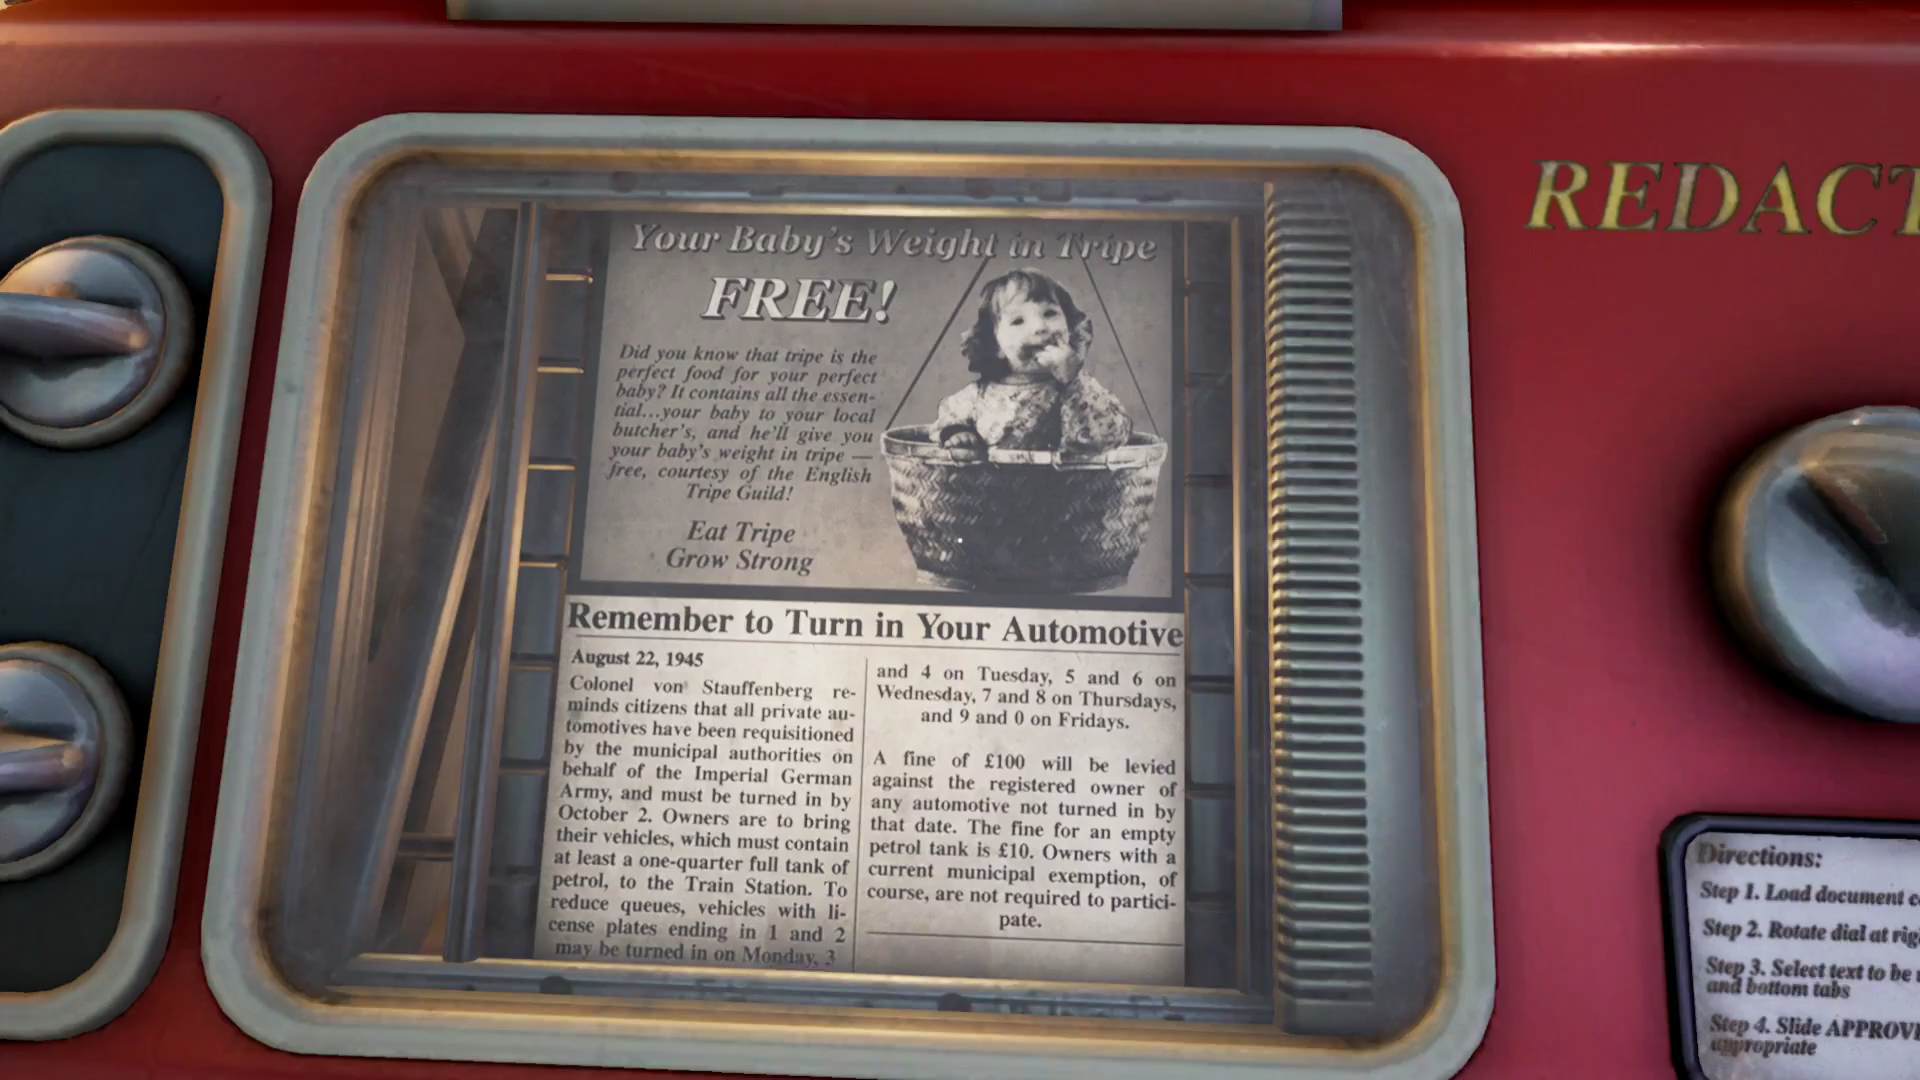 REDACT
Your Baby's Weight in Tripe
FREE!
Did you know that tripe is the
perfect food for your perfect
baby? It contains all the essen-
tial...your baby to your local
butcher's, and he'll give you
your baby's weight in tripe —
free, courtesy of the English
Tripe Guild!
Eat Tripe
Grow Strong
Remember to Turn in Your Automotive
August 22, 1945
Colonel von Stauffenberg re-
minds citizens that all private au-
tomotives have been requisitioned
by the municipal authorities on
behalf of the Imperial German
Army, and must be turned in by
October 2. Owners are to bring
their vehicles, which must contain
at least a one-quarter full tank of
petrol, to the Train Station. To
reduce queues, vehicles with li-
cense plates ending in 1 and 2
may be turned in on Monday, 3
and 4 on Tuesday, 5 and 6 on
Wednesday, 7 and 8 on Thursdays,
and 9 and 0 on Fridays.
A fine of £100 will be levied
against the registered owner of
any automotive not turned in by
that date. The fine for an empty
petrol tank is £10. Owners with a
current municipal exemption, of
course, are not required to partici-
pate.
Directions:
Step 1. Load document
Step 2. Rotate dial at
Step 3. Select text to be
and bottom tabs
Step 4. Slide APPROV
appropriate